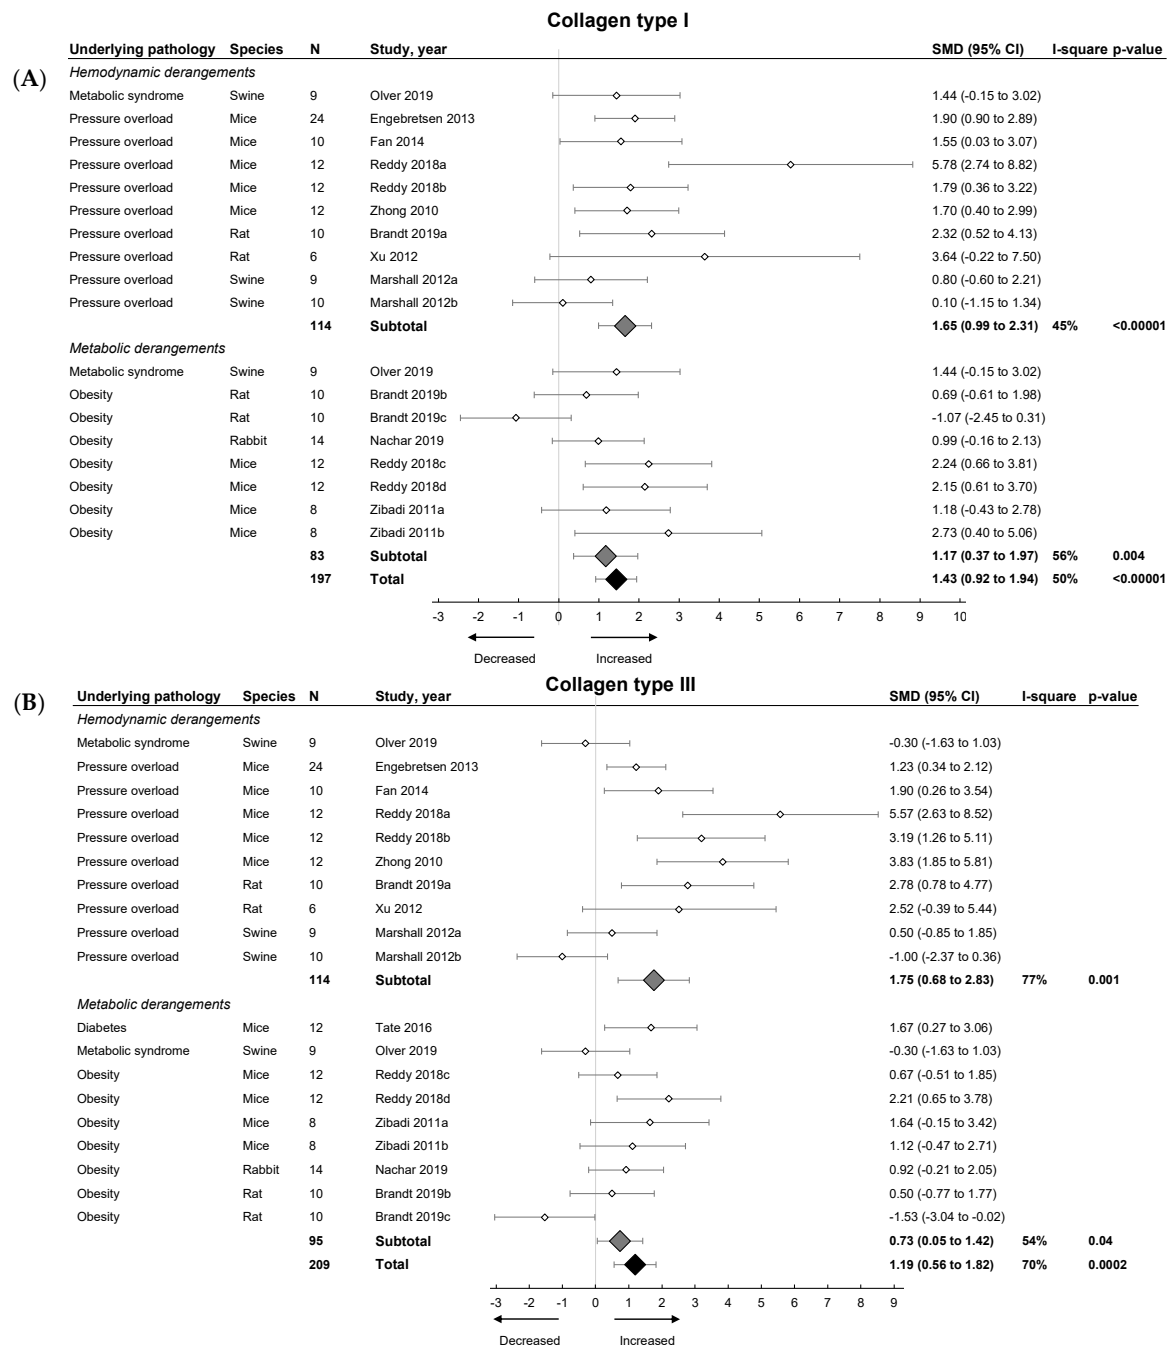 Collagen type I
Underlying pathology Species N Study, year SMD (95% CI) I-square p-value
(A)
Hemodynamic derangements
Metabolic syndrome Swine 9 Olver 2019 1.44 (-0.15 to 3.02)
Pressure overload Mice 24 Engebretsen 2013 1.90 (0.90 to 2.89)
Pressure overload Mice 10 Fan 2014 1.55 (0.03 to 3.07)
Pressure overload Mice 12 Reddy 2018a 5.78 (2.74 to 8.82)
Pressure overload Mice 12 Reddy 2018b 1.79 (0.36 to 3.22)
Pressure overload Mice 12 Zhong 2010 1.70 (0.40 to 2.99)
Pressure overload Rat 10 Brandt 2019a 2.32 (0.52 to 4.13)
Pressure overload Rat 6 Xu 2012 3.64 (-0.22 to 7.50)
Pressure overload Swine 9 Marshall 2012a 0.80 (-0.60 to 2.21)
Pressure overload Swine 10 Marshall 2012b 0.10 (-1.15 to 1.34)
114 Subtotal 1.65 (0.99 to 2.31) 45% <0.00001
Metabolic derangements
Metabolic syndrome Swine 9 Olver 2019 1.44 (-0.15 to 3.02)
Obesity Rat 10 Brandt 2019b 0.69 (-0.61 to 1.98)
Obesity Rat 10 Brandt 2019c -1.07 (-2.45 to 0.31)
Obesity Rabbit 14 Nachar 2019 0.99 (-0.16 to 2.13)
Obesity Mice 12 Reddy 2018c 2.24 (0.66 to 3.81)
Obesity Mice 12 Reddy 2018d 2.15 (0.61 to 3.70)
Obesity Mice 8 Zibadi 2011a 1.18 (-0.43 to 2.78)
Obesity Mice 8 Zibadi 2011b 2.73 (0.40 to 5.06)
83 Subtotal 1.17 (0.37 to 1.97) 56% 0.004
197 Total 1.43 (0.92 to 1.94) 50% <0.00001
-3 -2 -1 0 1 2 3 4 5 6 7 8 9 10
Decreased Increased
Collagen type III
(B)
Underlying pathology Species N Study, year SMD (95% CI) I-square p-value
Hemodynamic derangements
Metabolic syndrome Swine 9 Olver 2019 -0.30 (-1.63 to 1.03)
Pressure overload Mice 24 Engebretsen 2013 1.23 (0.34 to 2.12)
Pressure overload Mice 10 Fan 2014 1.90 (0.26 to 3.54)
Pressure overload Mice 12 Reddy 2018a 5.57 (2.63 to 8.52)
Pressure overload Mice 12 Reddy 2018b 3.19 (1.26 to 5.11)
Pressure overload Mice 12 Zhong 2010 3.83 (1.85 to 5.81)
Pressure overload Rat 10 Brandt 2019a 2.78 (0.78 to 4.77)
Pressure overload Rat 6 Xu 2012 2.52 (-0.39 to 5.44)
Pressure overload Swine 9 Marshall 2012a 0.50 (-0.85 to 1.85)
Pressure overload Swine 10 Marshall 2012b -1.00 (-2.37 to 0.36)
114 Subtotal 1.75 (0.68 to 2.83) 77% 0.001
Metabolic derangements
Diabetes Mice 12 Tate 2016 1.67 (0.27 to 3.06)
Metabolic syndrome Swine 9 Olver 2019 -0.30 (-1.63 to 1.03)
Obesity Mice 12 Reddy 2018c 0.67 (-0.51 to 1.85)
Obesity Mice 12 Reddy 2018d 2.21 (0.65 to 3.78)
Obesity Mice 8 Zibadi 2011a 1.64 (-0.15 to 3.42)
Obesity Mice 8 Zibadi 2011b 1.12 (-0.47 to 2.71)
Obesity Rabbit 14 Nachar 2019 0.92 (-0.21 to 2.05)
Obesity Rat 10 Brandt 2019b 0.50 (-0.77 to 1.77)
Obesity Rat 10 Brandt 2019c -1.53 (-3.04 to -0.02)
95 Subtotal 0.73 (0.05 to 1.42) 54% 0.04
209 Total 1.19 (0.56 to 1.82) 70% 0.0002
-3 -2 -1 0 1 2 3 4 5 6 7 8 9
Decreased Increased